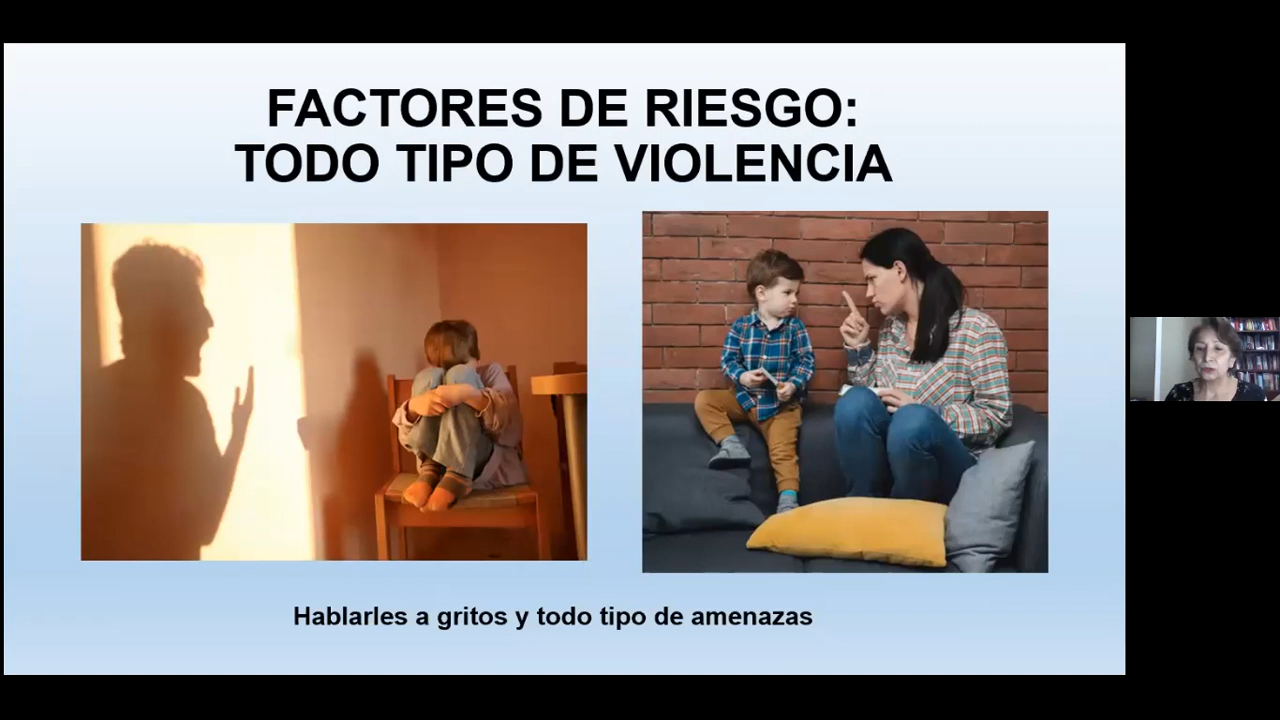 FACTORES DE RIESGO:
TODO TIPO DE VIOLENCIA
Hablarles a gritos y todo tipo de amenazas